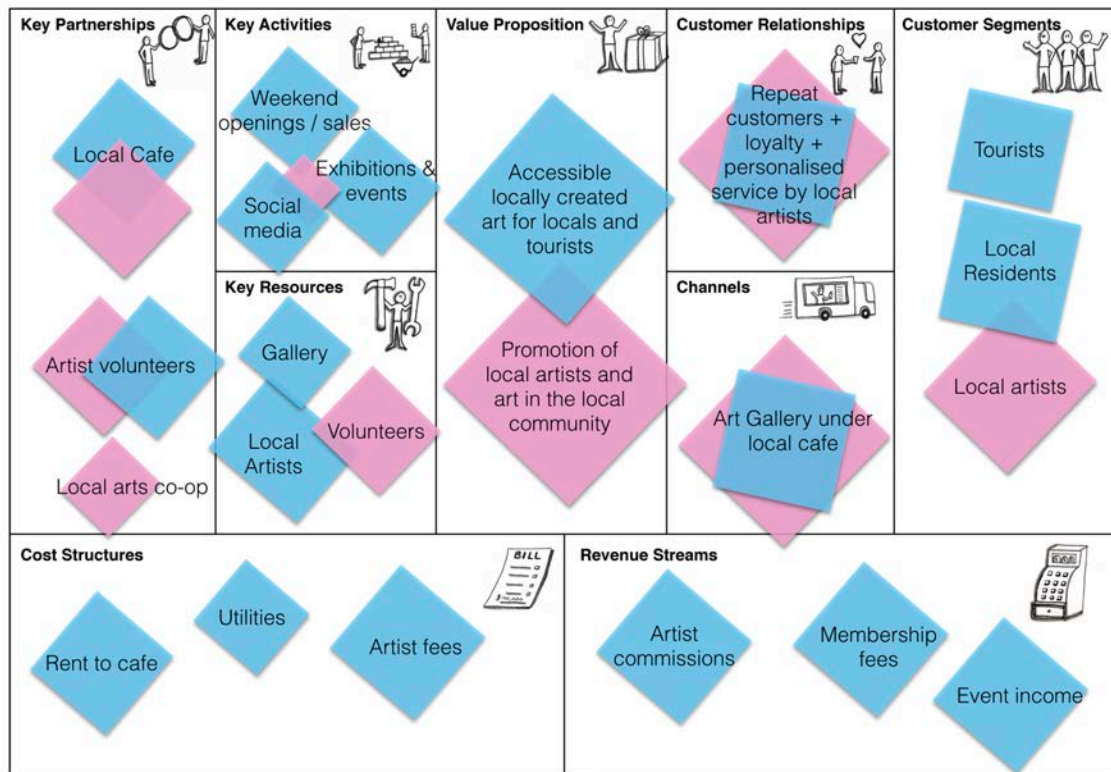 Key Partnerships
Local Cafe
Artist volunteers
Local arts co-op
Key Activities
Weekend
openings / sales
Exhibitions &
events
Social
media
Key Resources
Gallery
Local
Artists
Volunteers
Value Proposition
Accessible
locally created
art for locals and
tourists
Promotion of
local artists and
art in the local
community
Customer Relationships
Repeat
customers +
loyalty +
personalised
service by local
artists
Channels
Art Gallery under
local cafe
Customer Segments
Tourists
Local
Residents
Local artists
Cost Structures
BILL
Rent to cafe
Utilities
Artist fees
Revenue Streams
Artist
commissions
Membership
fees
Event income